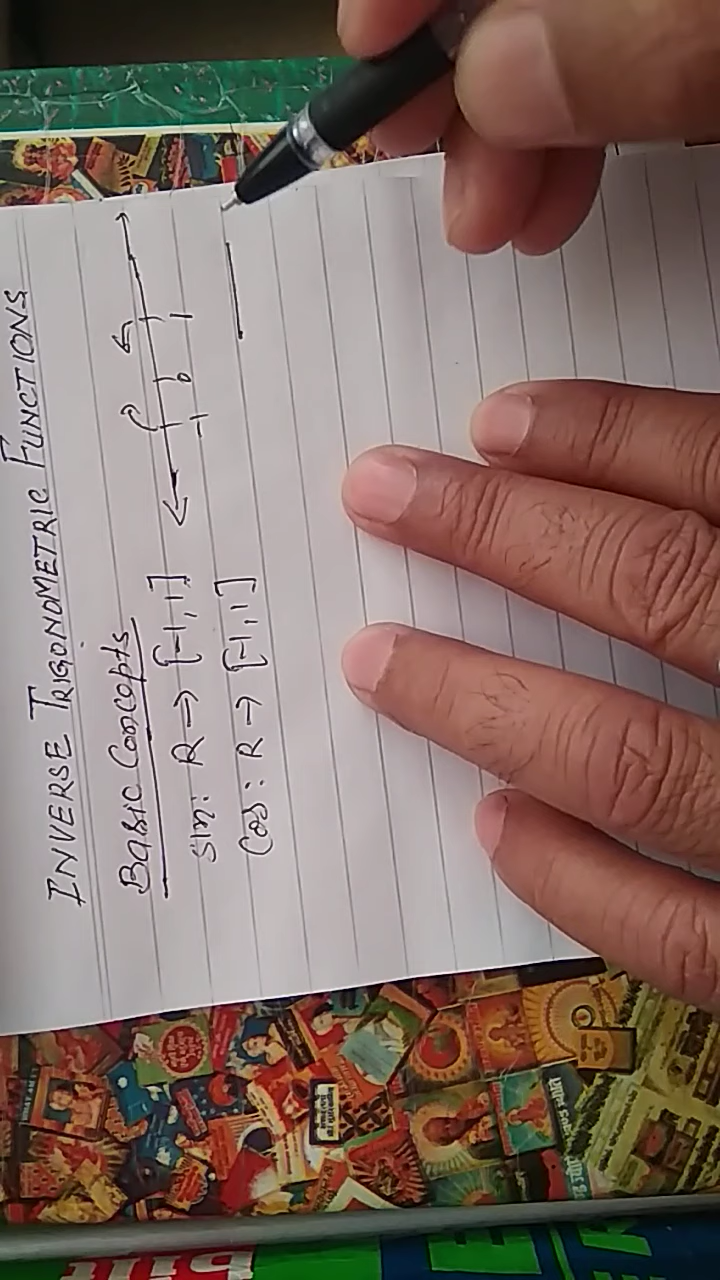 INVERSE TRIGONOMETRIC FUNCTIONS
Basic Concepts
sin: R → [-1,1]
-1 0 1
Cos: R → [-1,1]